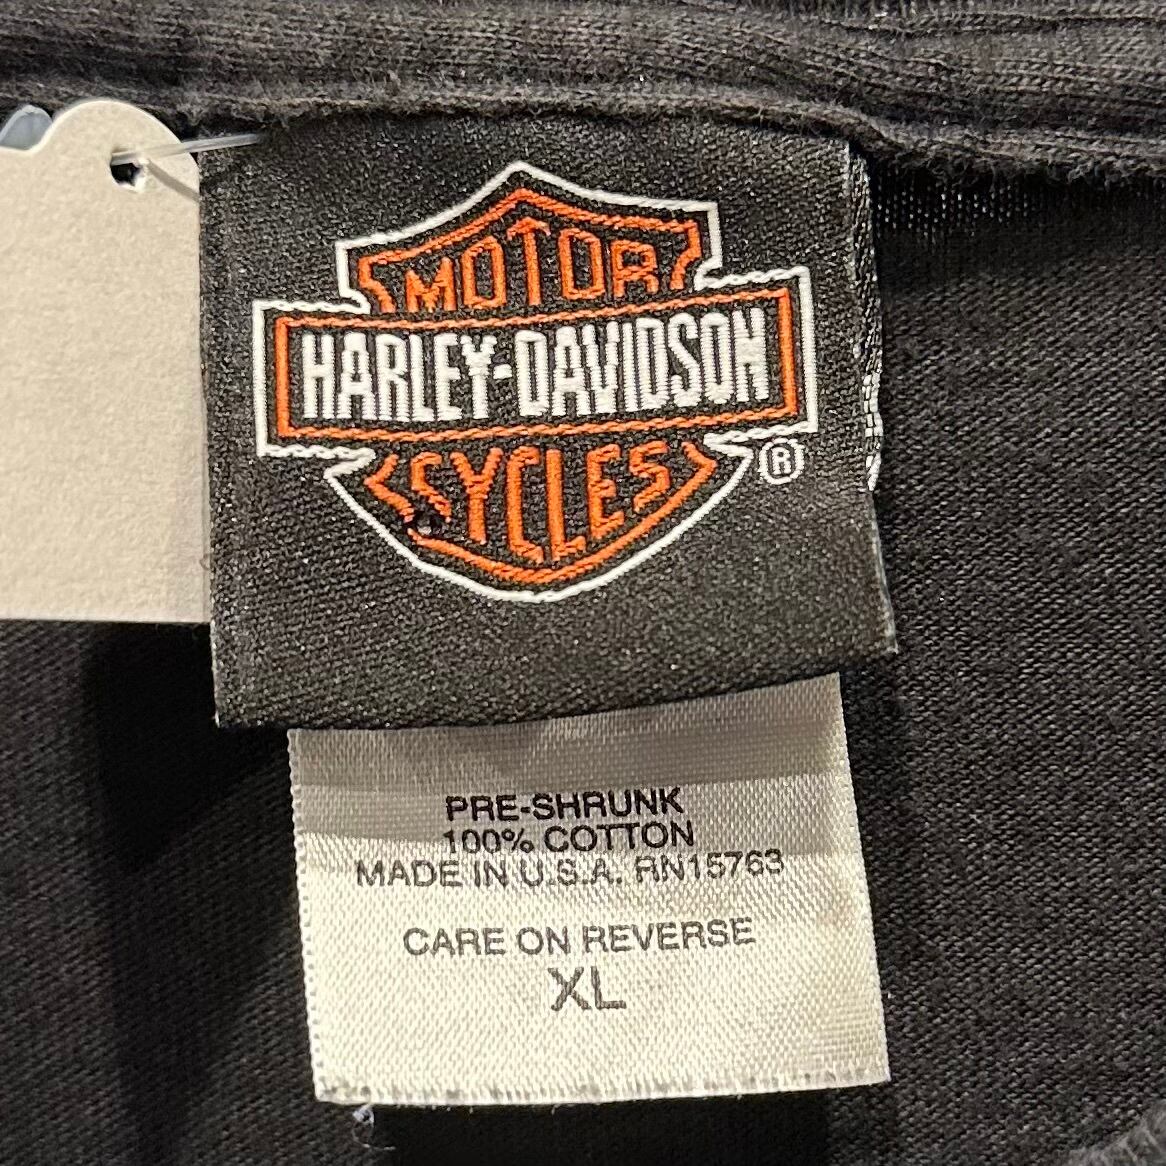 MOTOR
HARLEY-DAVIDSON
CYCLES
®
PRE-SHRUNK
100% COTTON
MADE IN U.S.A. RN15763
CARE ON REVERSE
XL